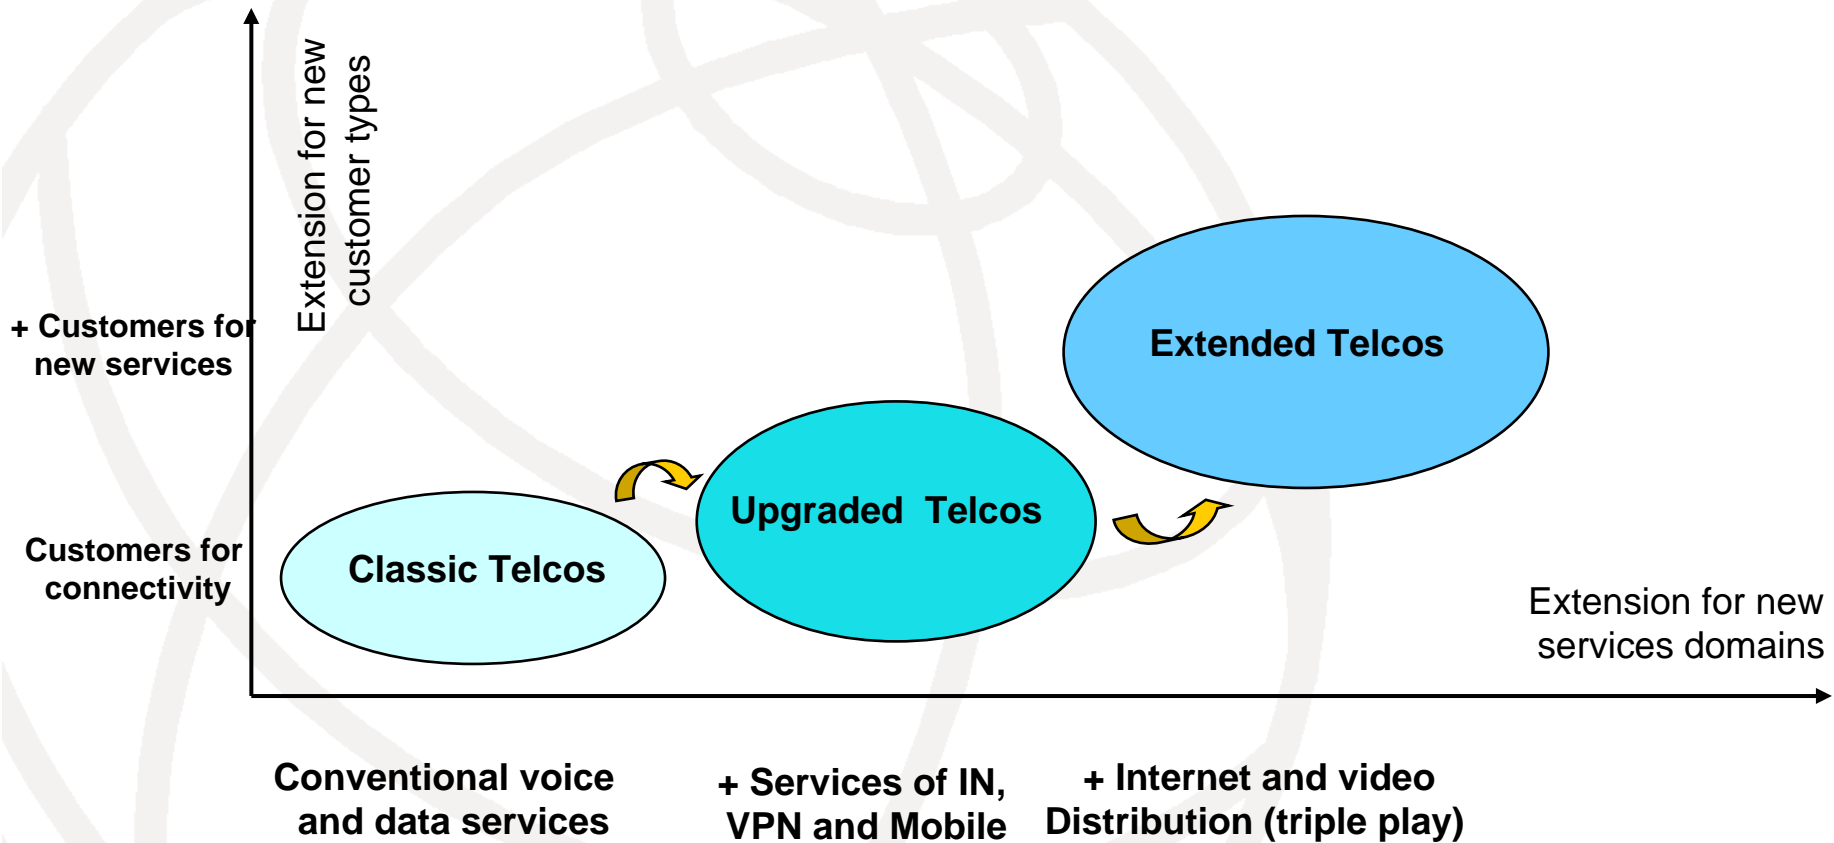 Extension for new
customer types
+ Customers for
new services
Extended Telcos
Upgraded Telcos
Customers for
connectivity
Classic Telcos
Extension for new
services domains
Conventional voice
and data services
+ Services of IN,
VPN and Mobile
+ Internet and video
Distribution (triple play)